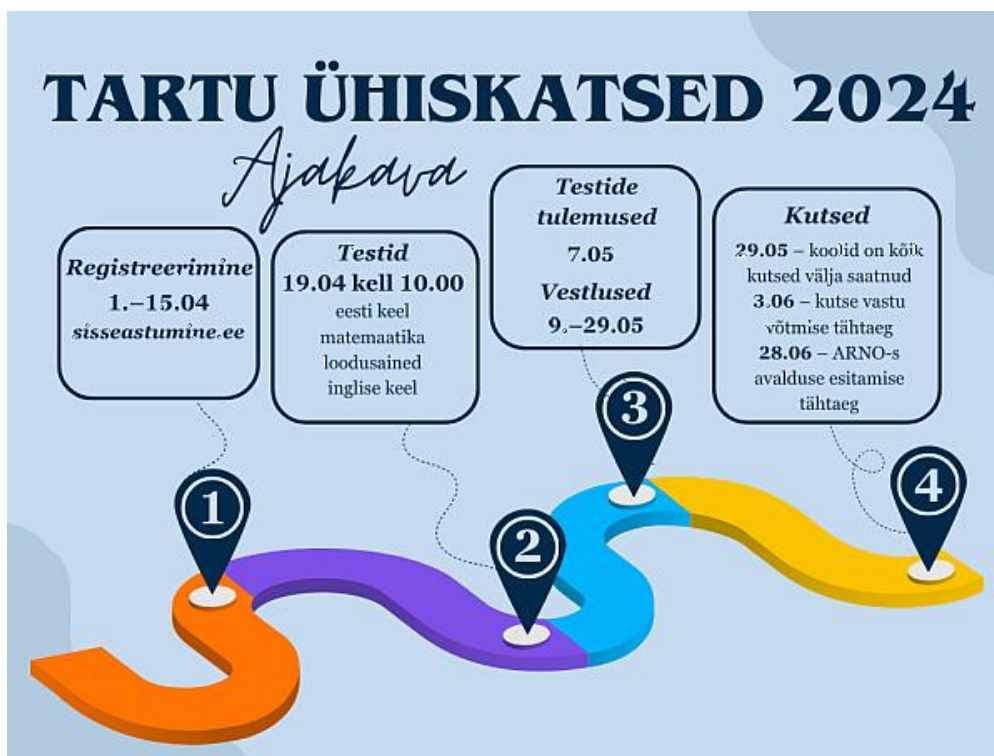 TARTU ÜHISKATSED 2024
Ajakava
Registreerimine
1.–15.04
sisseastumine.ee
Testid
19.04 kell 10.00
eesti keel
matemaatika
loodusained
inglise keel
Testide
tulemused
7.05
Vestlused
9.–29.05
Kutsed
29.05 – koolid on kõik
kutsed välja saatnud
3.06 – kutse vastu
võtmise tähtaeg
28.06 – ARNO-s
avalduse esitamise
tähtaeg
1
2
3
4